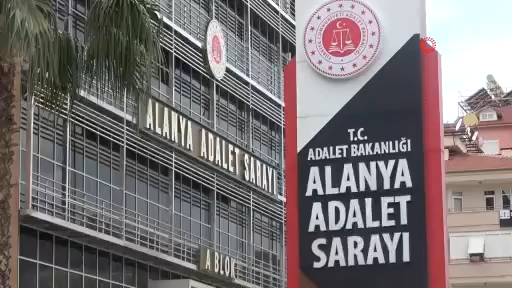 ALANYA ADALET SARAYI
A BLOK
T.C.
ADALET BAKANLIĞI
ALANYA
ADALET
SARAYI